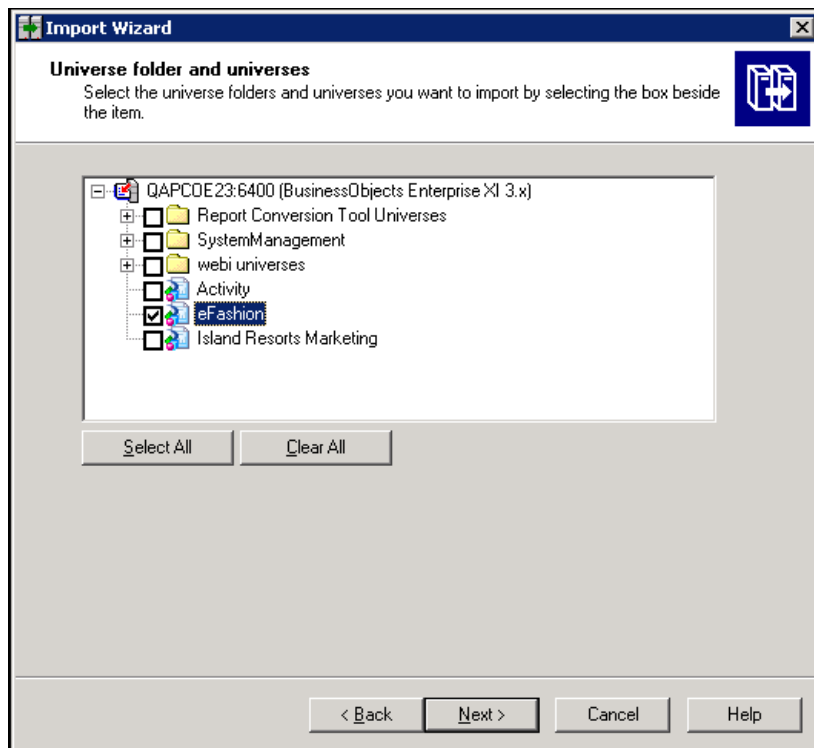 Import Wizard
Universe folder and universes
Select the universe folders and universes you want to import by selecting the box beside
the item.
QAPCOE23:6400 (BusinessObjects Enterprise XI 3.x)
Report Conversion Tool Universes
SystemManagement
webi universes
Activity
eFashion
Island Resorts Marketing
Select All
Clear All
< Back
Next >
Cancel
Help